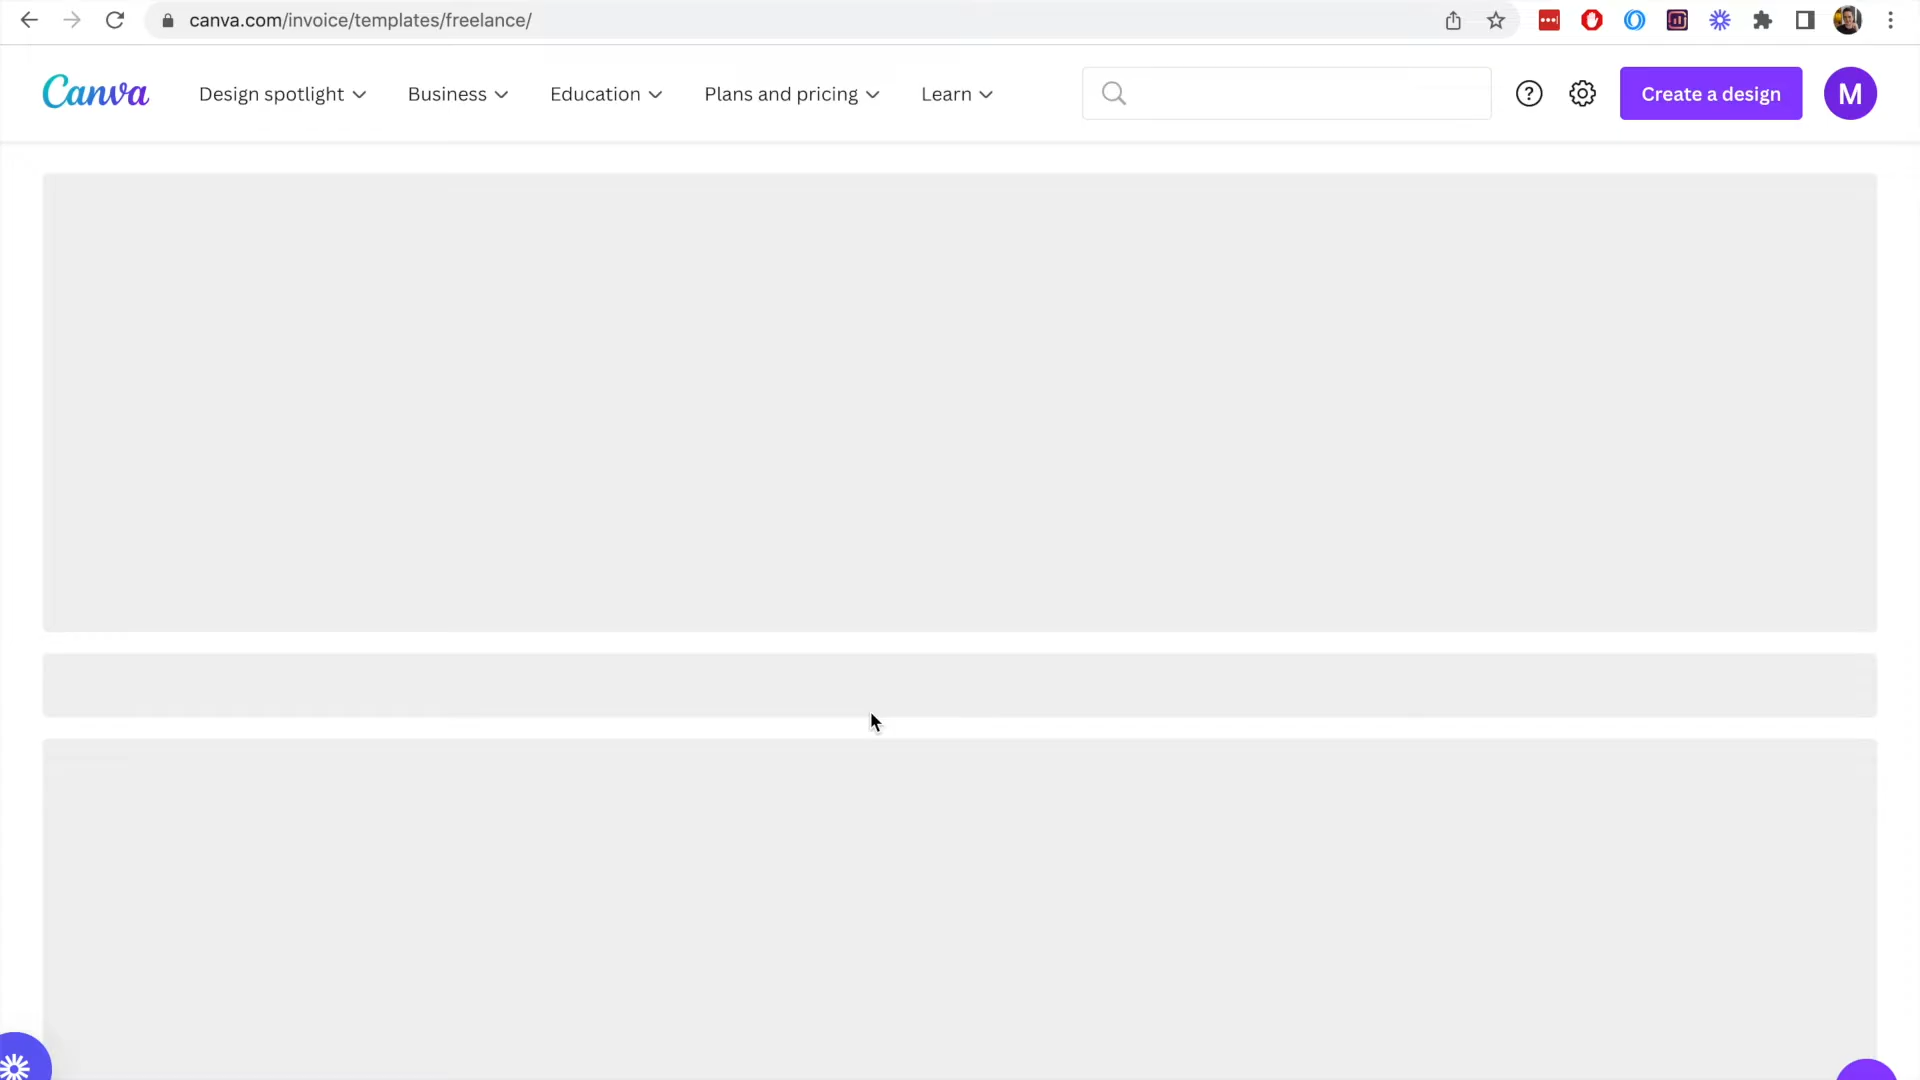 canva.com/invoice/templates/freelance/
Canva
Design spotlight
Business
Education
Plans and pricing
Learn
Create a design
M